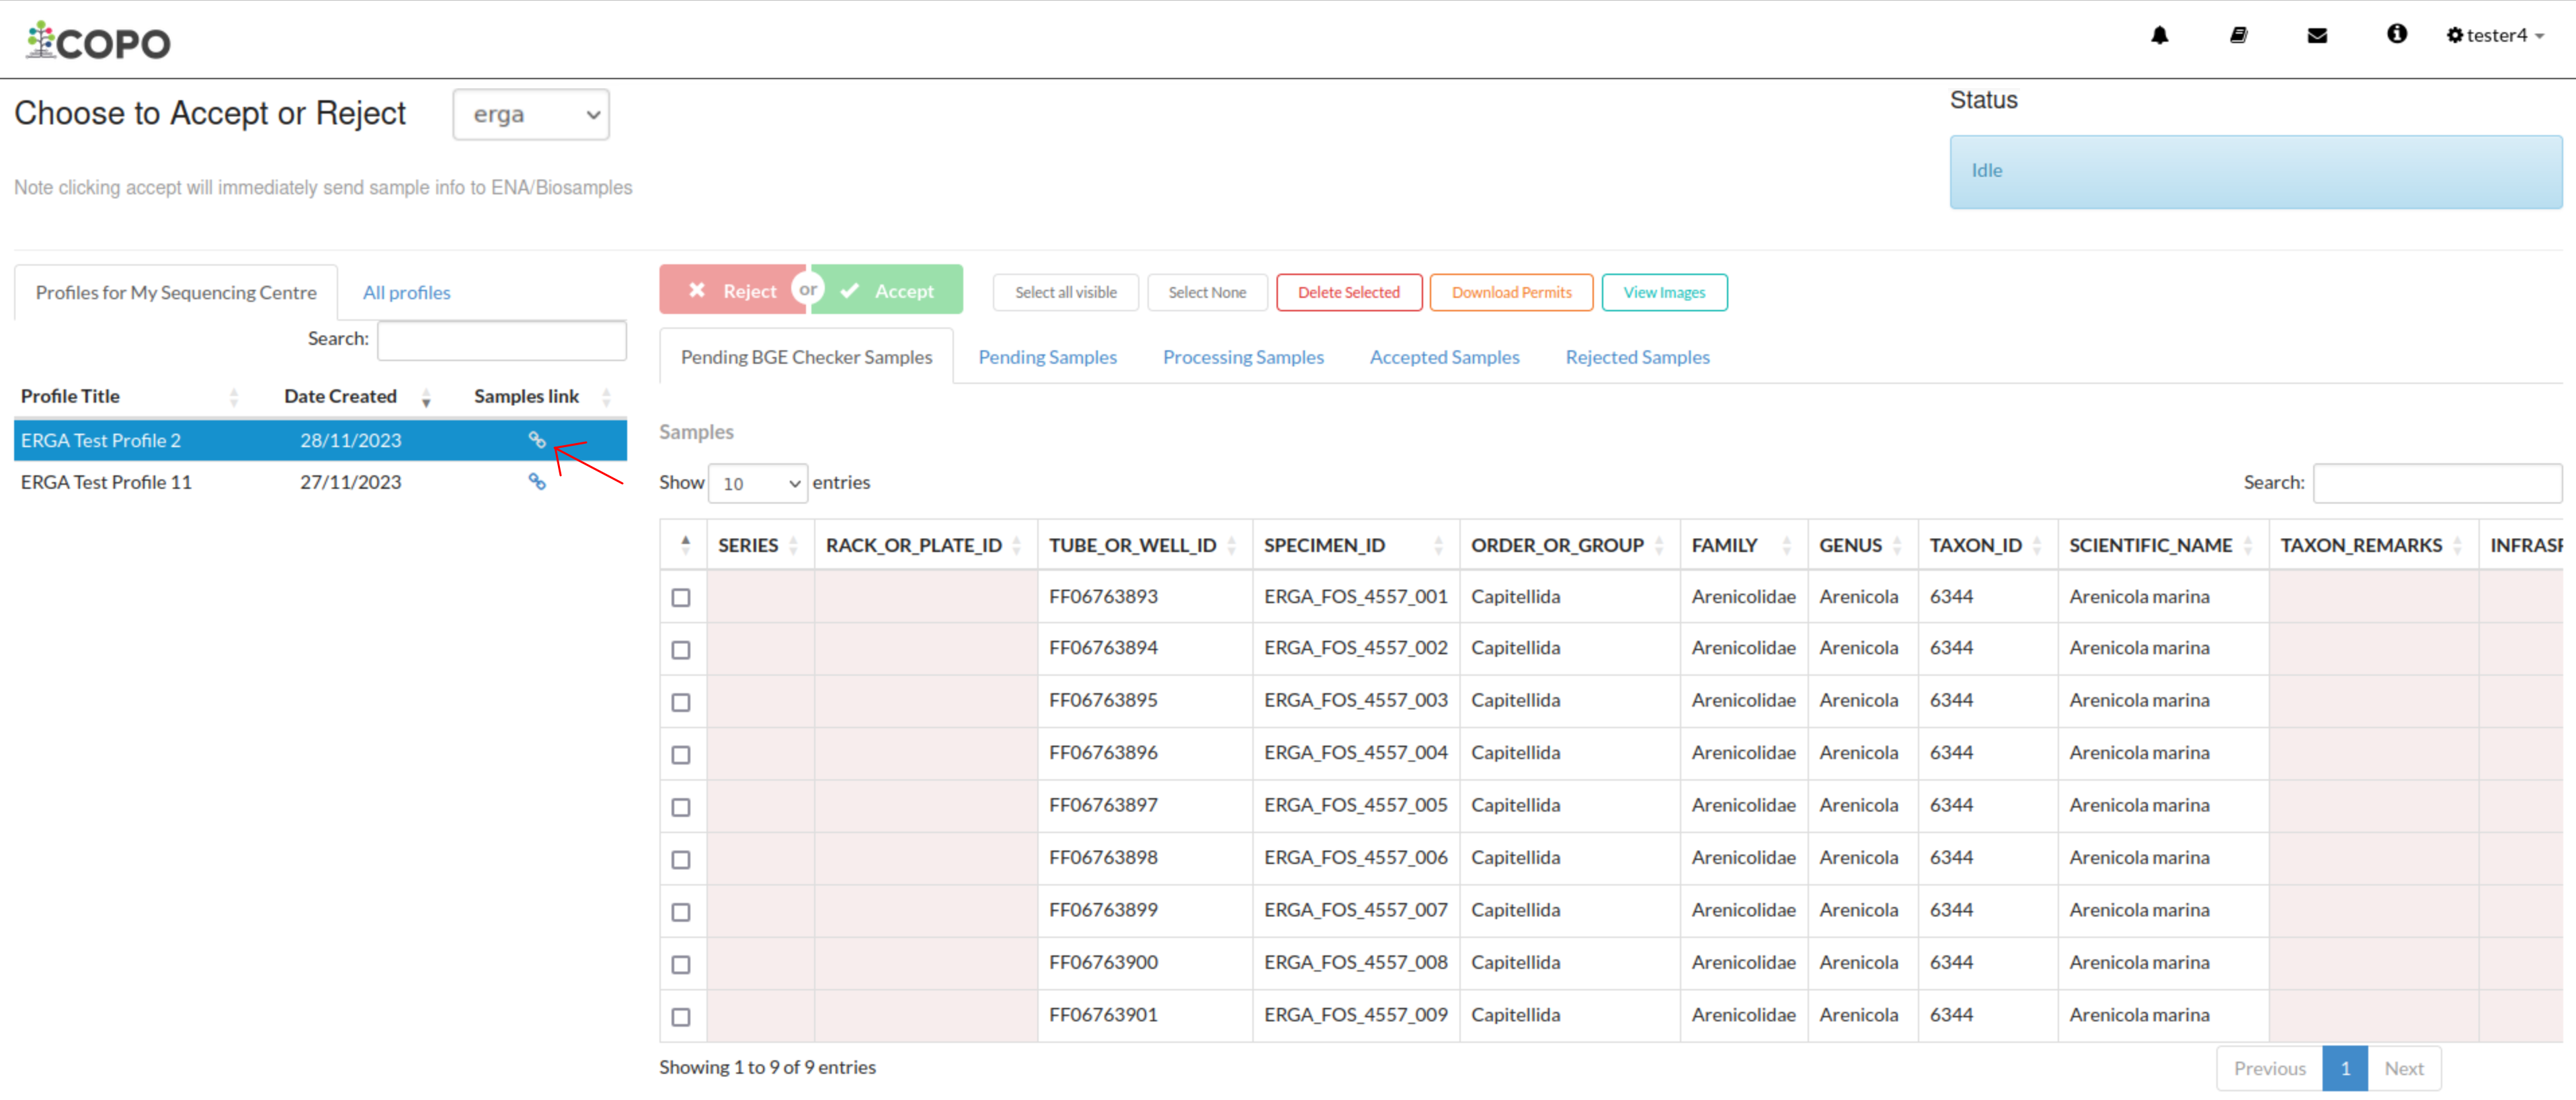 COPO
tester4
Choose to Accept or Reject erga
Status
Idle
Note clicking accept will immediately send sample info to ENA/Biosamples
Profiles for My Sequencing Centre All profiles
Search:
Profile Title Date Created Samples link
ERGA Test Profile 2 28/11/2023
ERGA Test Profile 11 27/11/2023
Reject or Accept Select all visible Select None Delete Selected Download Permits View Images
Pending BGE Checker Samples Pending Samples Processing Samples Accepted Samples Rejected Samples
Samples
Show 10 entries Search:
SERIES RACK_OR_PLATE_ID TUBE_OR_WELL_ID SPECIMEN_ID ORDER_OR_GROUP FAMILY GENUS TAXON_ID SCIENTIFIC_NAME TAXON_REMARKS
FF06763893 ERGA_FOS_4557_001 Capitellida Arenicolidae Arenicola 6344 Arenicola marina
FF06763894 ERGA_FOS_4557_002 Capitellida Arenicolidae Arenicola 6344 Arenicola marina
FF06763895 ERGA_FOS_4557_003 Capitellida Arenicolidae Arenicola 6344 Arenicola marina
FF06763896 ERGA_FOS_4557_004 Capitellida Arenicolidae Arenicola 6344 Arenicola marina
FF06763897 ERGA_FOS_4557_005 Capitellida Arenicolidae Arenicola 6344 Arenicola marina
FF06763898 ERGA_FOS_4557_006 Capitellida Arenicolidae Arenicola 6344 Arenicola marina
FF06763899 ERGA_FOS_4557_007 Capitellida Arenicolidae Arenicola 6344 Arenicola marina
FF06763900 ERGA_FOS_4557_008 Capitellida Arenicolidae Arenicola 6344 Arenicola marina
FF06763901 ERGA_FOS_4557_009 Capitellida Arenicolidae Arenicola 6344 Arenicola marina
Showing 1 to 9 of 9 entries
Previous 1 Next